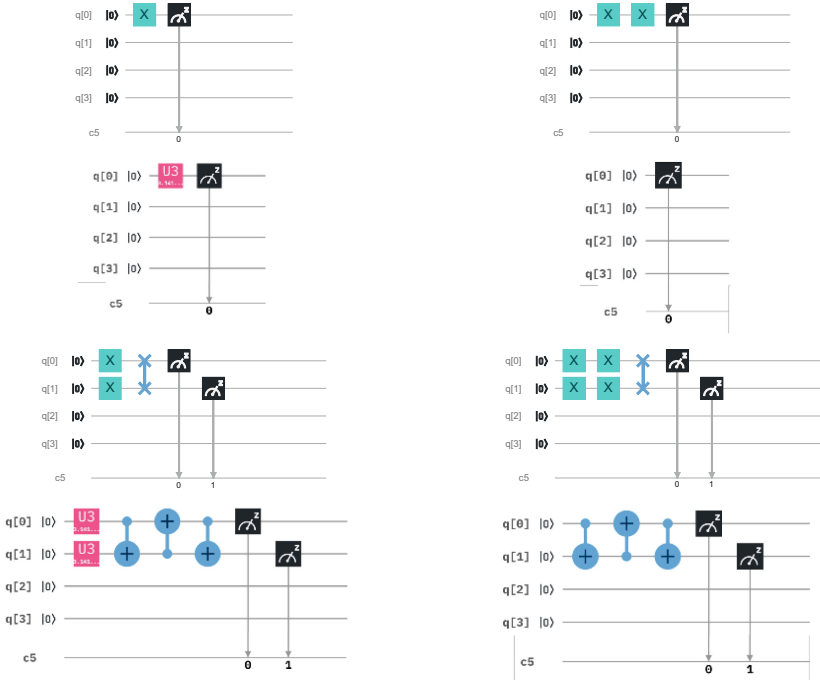 q[0] |0⟩ X z
q[1] |0⟩
q[2] |0⟩
q[3] |0⟩
c5
0
q[0] |0⟩ X X z
q[1] |0⟩
q[2] |0⟩
q[3] |0⟩
c5
0
q[0] |0⟩ U3 z
q[1] |0⟩
q[2] |0⟩
q[3] |0⟩
c5
0
q[0] |0⟩ z
q[1] |0⟩
q[2] |0⟩
q[3] |0⟩
c5
0
q[0] |0⟩ X z
q[1] |0⟩ X z
q[2] |0⟩
q[3] |0⟩
c5
0 1
q[0] |0⟩ X X z
q[1] |0⟩ X X z
q[2] |0⟩
q[3] |0⟩
c5
0 1
q[0] |0⟩ U3 + z
q[1] |0⟩ U3 + + z
q[2] |0⟩
q[3] |0⟩
c5
0 1
q[0] |0⟩ + z
q[1] |0⟩ + + z
q[2] |0⟩
q[3] |0⟩
c5
0 1